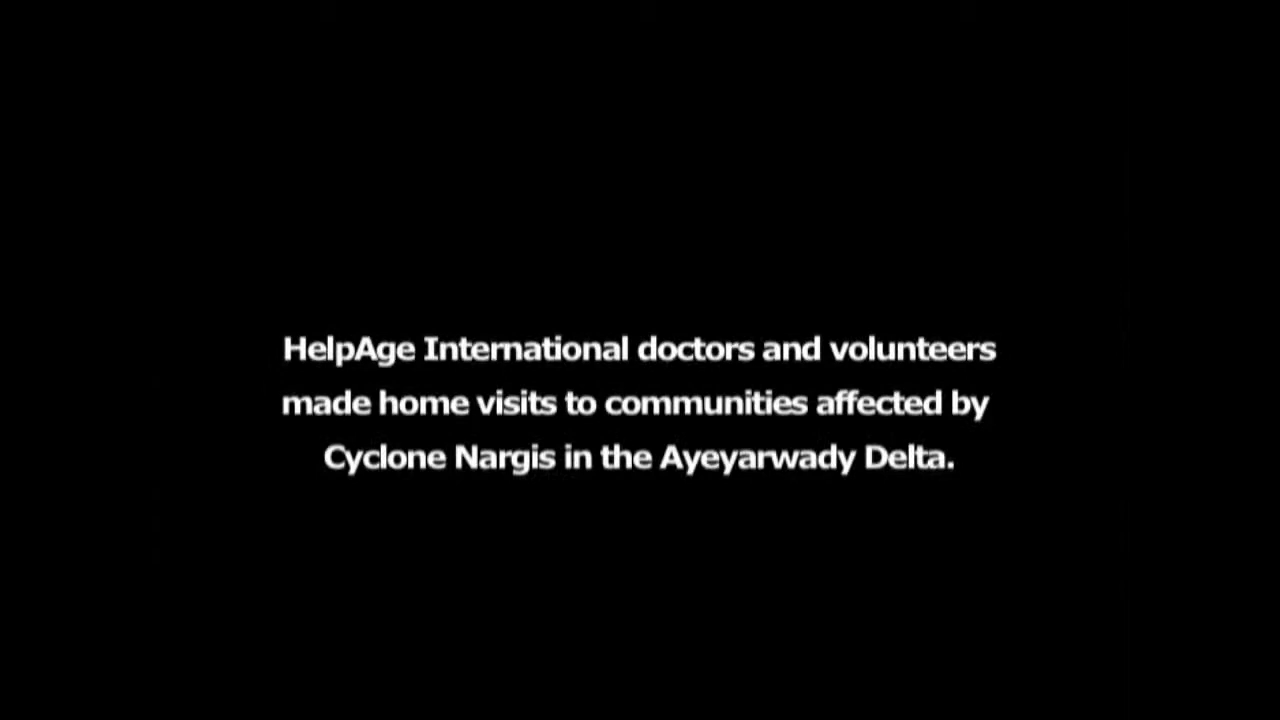 HelpAge International doctors and volunteers
made home visits to communities affected by
Cyclone Nargis in the Ayeyarwady Delta.